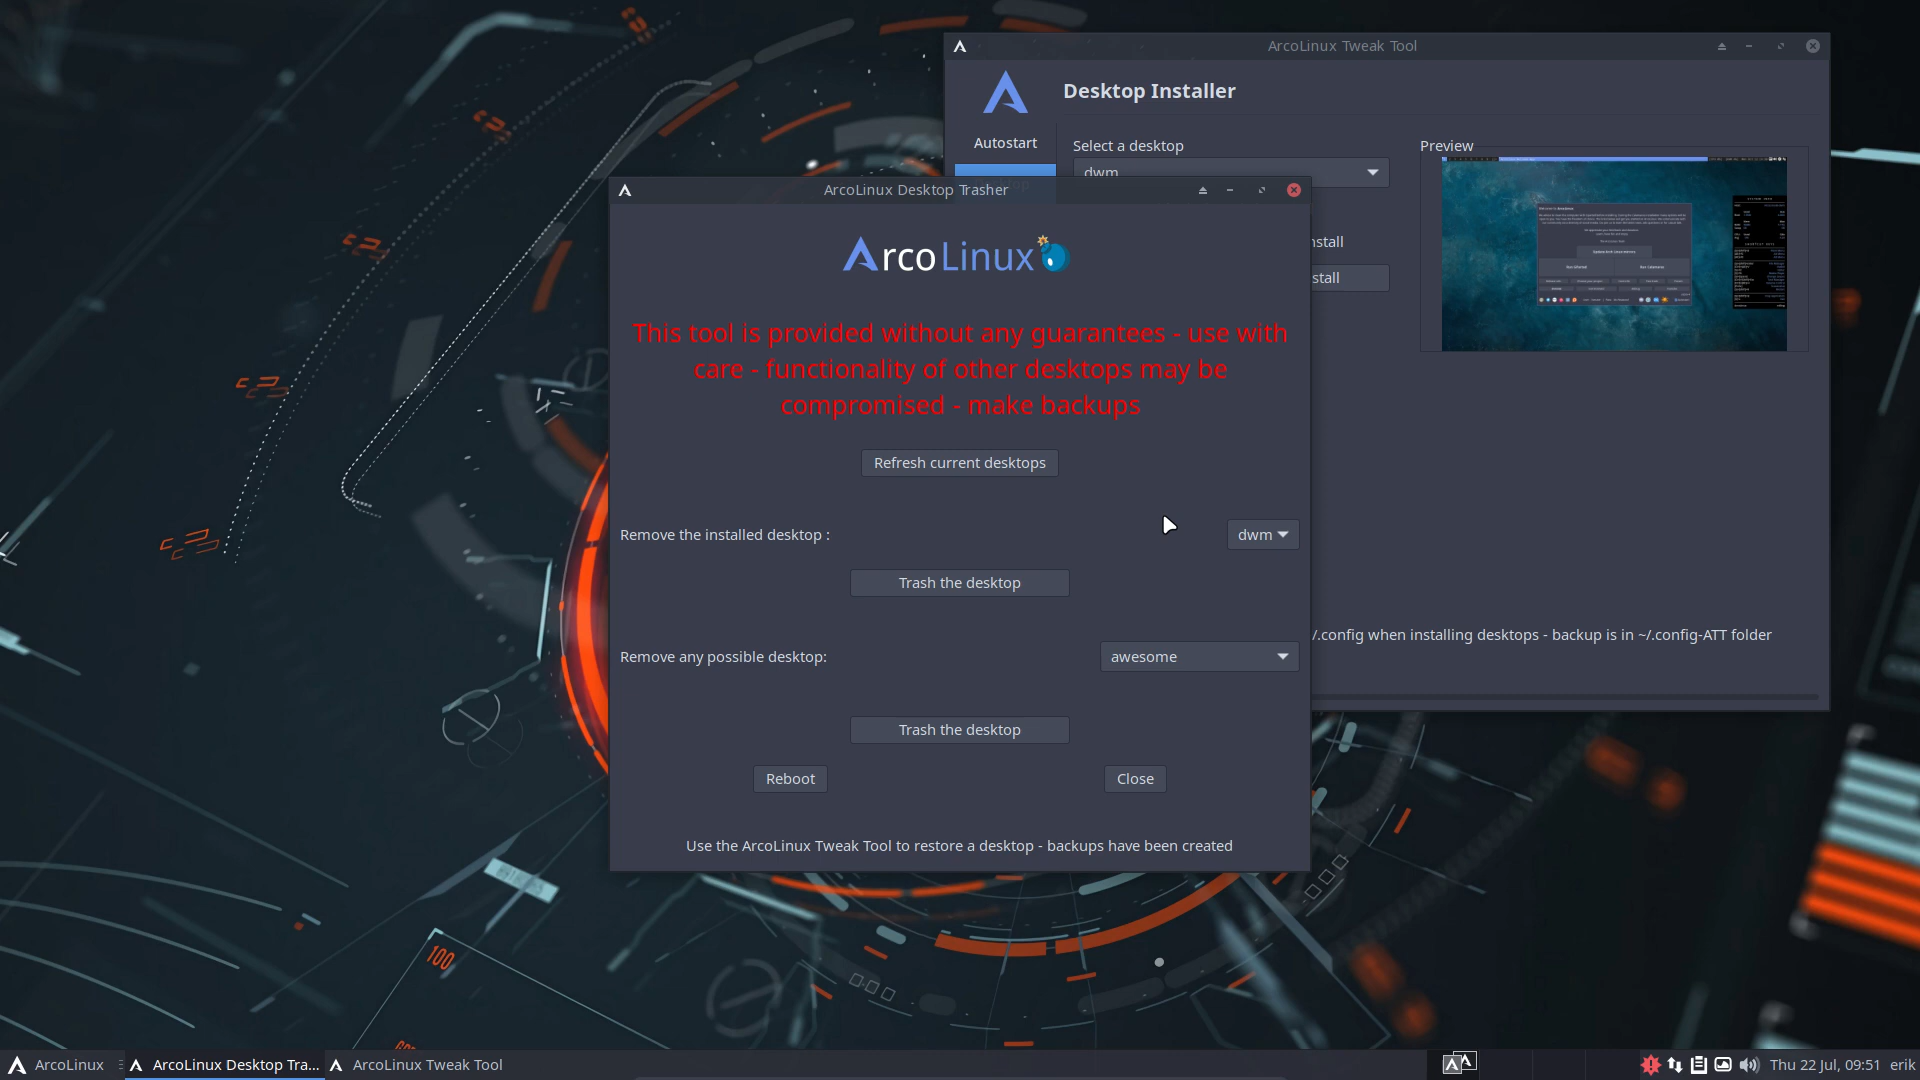 ArcoLinux Tweak Tool
Desktop Installer
Autostart
Select a desktop
dwm
Preview
nstall
stall
/.config when installing desktops - backup is in ~/.config-ATT folder
ArcoLinux Desktop Trasher
ArcoLinux
This tool is provided without any guarantees - use with
care - functionality of other desktops may be
compromised - make backups
Refresh current desktops
Remove the installed desktop :
dwm
Trash the desktop
Remove any possible desktop:
awesome
Trash the desktop
Reboot
Close
Use the ArcoLinux Tweak Tool to restore a desktop - backups have been created
100
ArcoLinux
ArcoLinux Desktop Tra...
ArcoLinux Tweak Tool
Thu 22 Jul, 09:51
erik